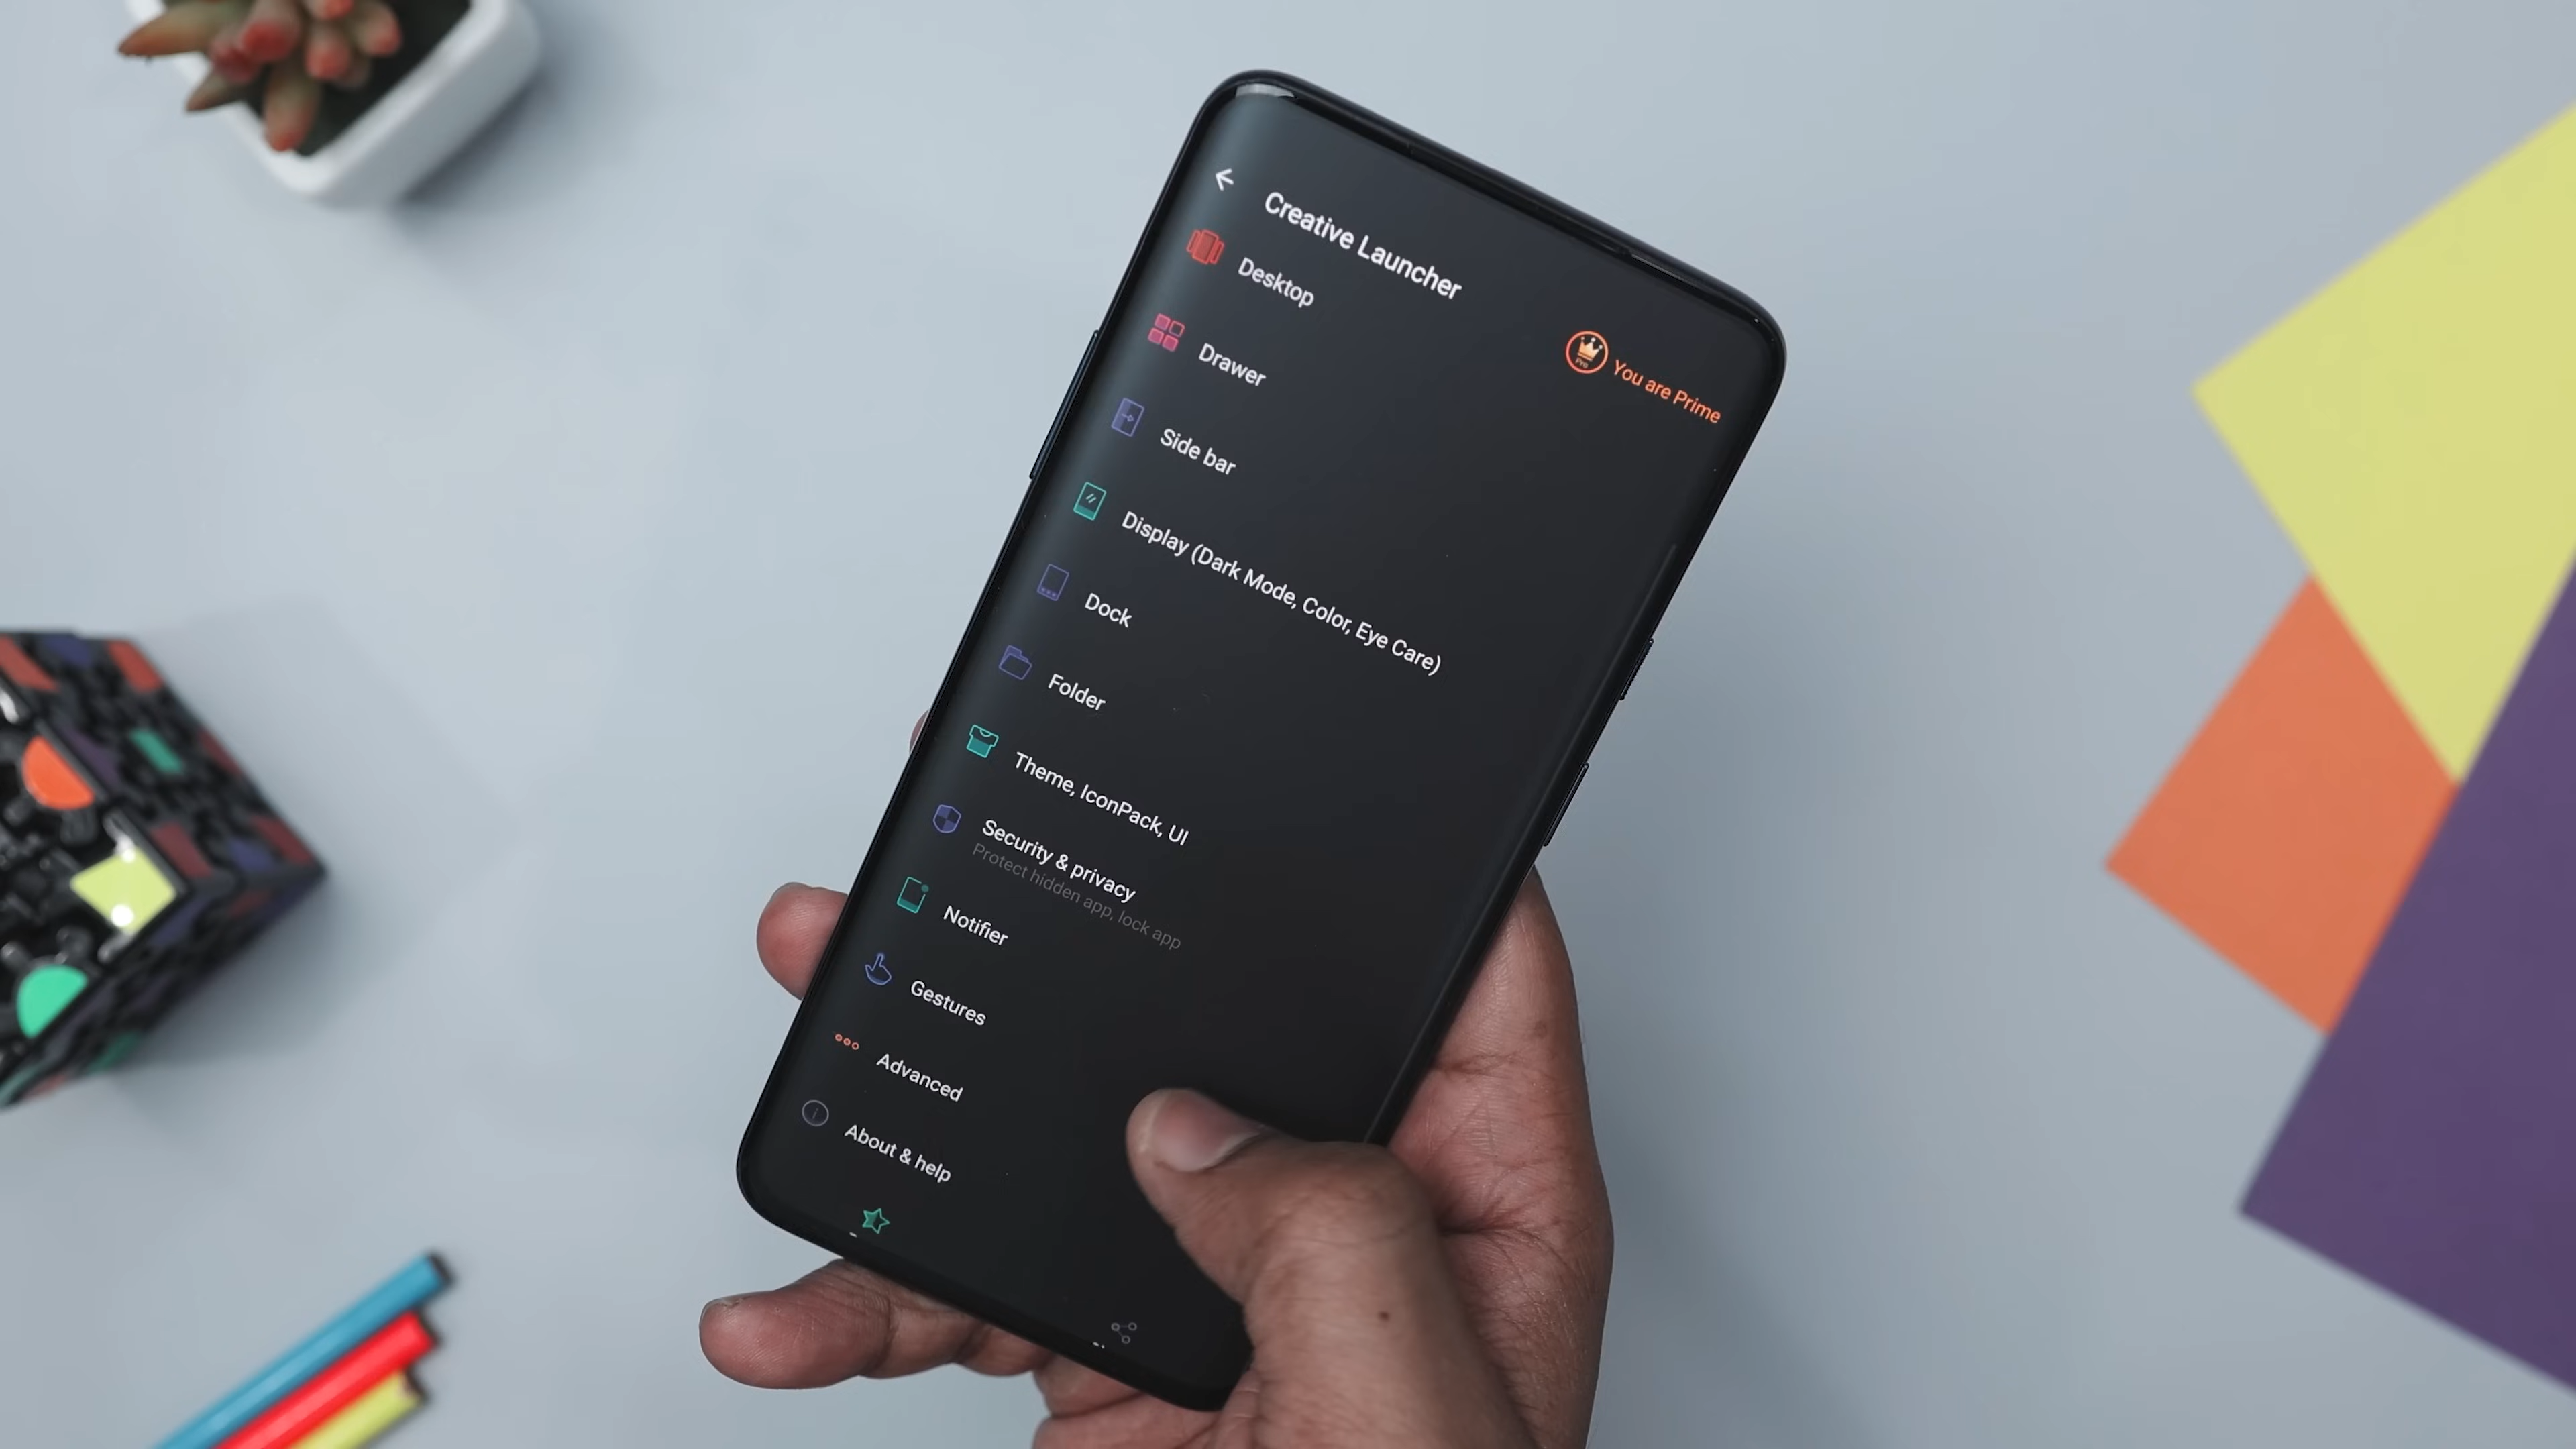 Creative Launcher
Pro
You are Prime
Desktop
Drawer
Side bar
Display (Dark Mode, Color, Eye Care)
Dock
Folder
Theme, IconPack, UI
Security & privacy
Protect hidden app, lock app
Notifier
Gestures
Advanced
About & help